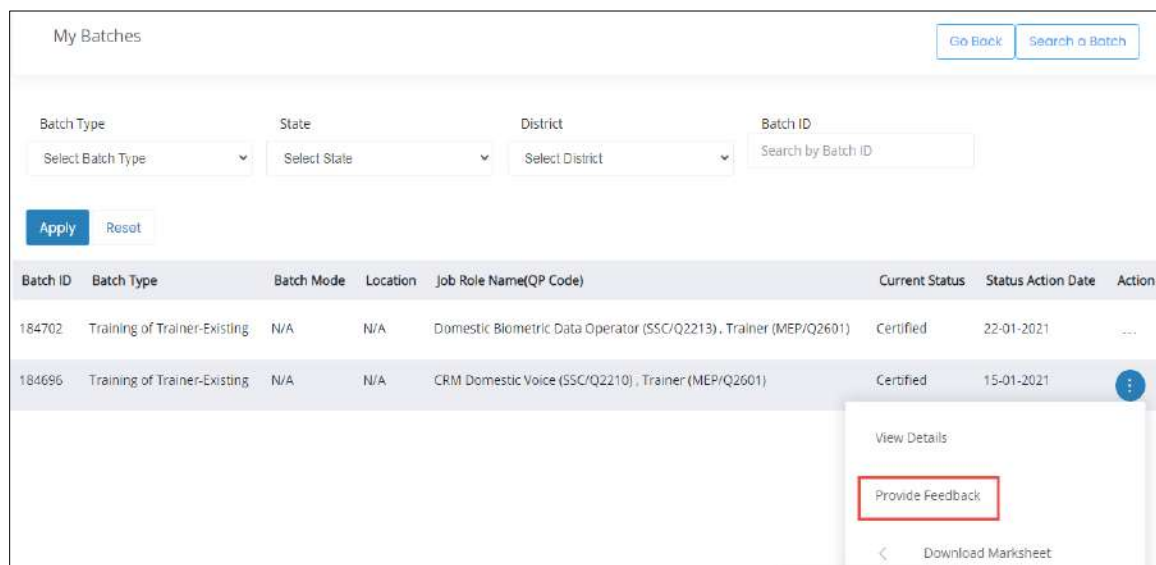 My Batches
Go Back Search a Batch
Batch Type State District Batch ID
Select Batch Type Select State Select District Search by Batch ID
Apply Reset
Batch ID Batch Type Batch Mode Location Job Role Name(QP Code) Current Status Status Action Date Action
184702 Training of Trainer-Existing N/A N/A Domestic Biometric Data Operator (SSC/Q2213) , Trainer (MEP/Q2601) Certified 22-01-2021 ...
184696 Training of Trainer-Existing N/A N/A CRM Domestic Voice (SSC/Q2210) , Trainer (MEP/Q2601) Certified 15-01-2021
View Details
Provide Feedback
Download Marksheet